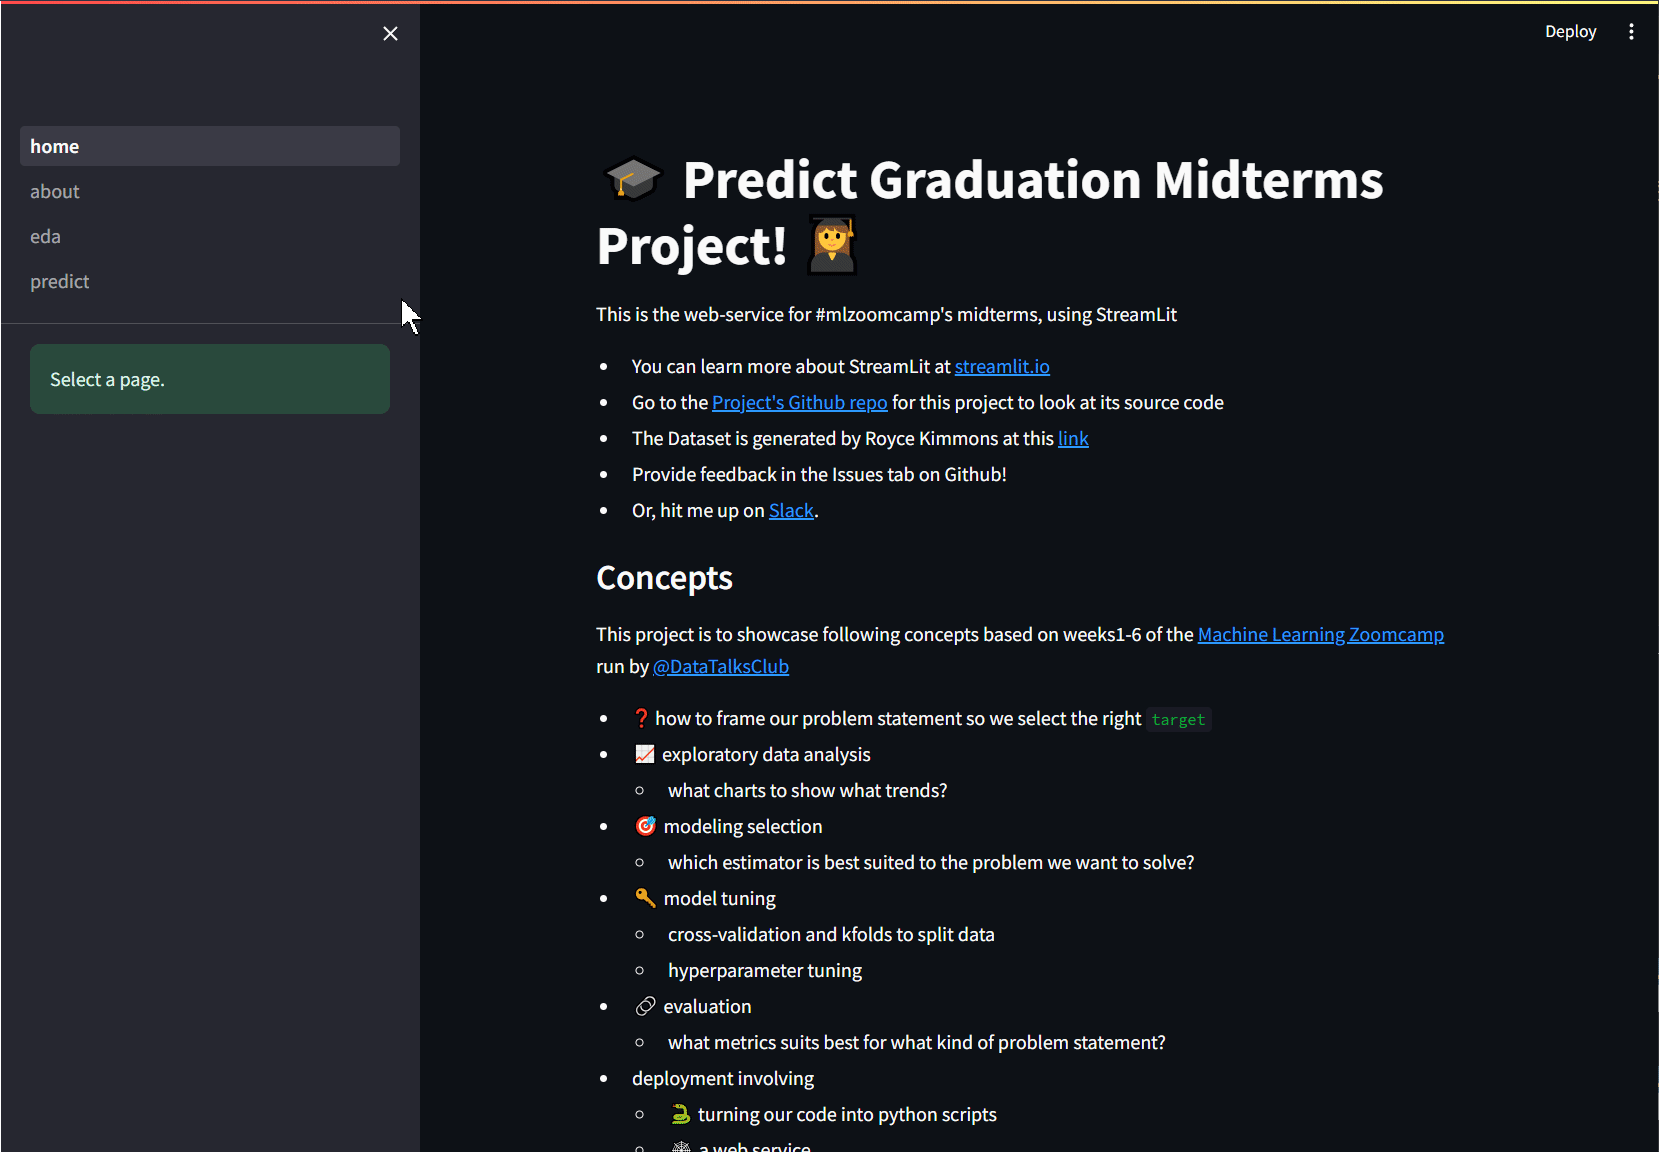 Deploy
home
about
eda
predict
Select a page.
🎓 Predict Graduation Midterms
Project! 👩‍🎓
This is the web-service for #mlzoomcamp's midterms, using StreamLit
• You can learn more about StreamLit at streamlit.io
• Go to the Project's Github repo for this project to look at its source code
• The Dataset is generated by Royce Kimmons at this link
• Provide feedback in the Issues tab on Github!
• Or, hit me up on Slack.
Concepts
This project is to showcase following concepts based on weeks1-6 of the Machine Learning Zoomcamp
run by @DataTalksClub
• ❓ how to frame our problem statement so we select the right target
• 📈 exploratory data analysis
◦ what charts to show what trends?
• 🎯 modeling selection
◦ which estimator is best suited to the problem we want to solve?
• 🔑 model tuning
◦ cross-validation and kfolds to split data
◦ hyperparameter tuning
• 🔗 evaluation
◦ what metrics suits best for what kind of problem statement?
• deployment involving
◦ 🐍 turning our code into python scripts
◦ 🕸 a web service